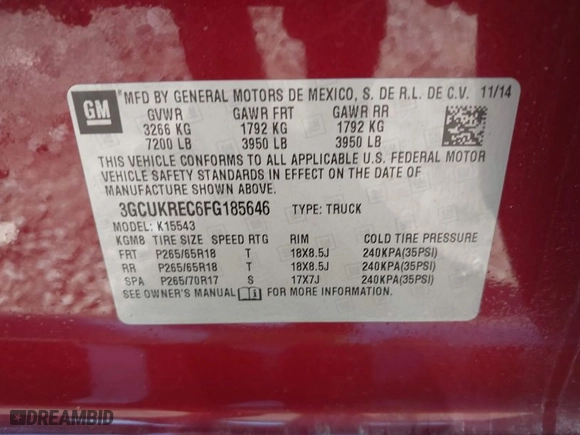 GM
MFD BY GENERAL MOTORS DE MEXICO, S. DE R.L. DE C.V. 11/14
GVWR GAWR FRT GAWR RR
3266 KG 1792 KG 1792 KG
7200 LB 3950 LB 3950 LB
THIS VEHICLE CONFORMS TO ALL APPLICABLE U.S. FEDERAL MOTOR
VEHICLE SAFETY STANDARDS IN EFFECT ON THE DATE OF
MANUFACTURE SHOWN ABOVE.
3GCUKREC6FG185646 TYPE: TRUCK
MODEL: K15543
KGM8 TIRE SIZE SPEED RTG RIM COLD TIRE PRESSURE
FRT P265/65R18 T 18X8.5J 240KPA(35PSI)
RR P265/65R18 T 18X8.5J 240KPA(35PSI)
SPA P265/70R17 S 17X7J 240KPA(35PSI)
SEE OWNER'S MANUAL FOR MORE INFORMATION.
DREAMBID